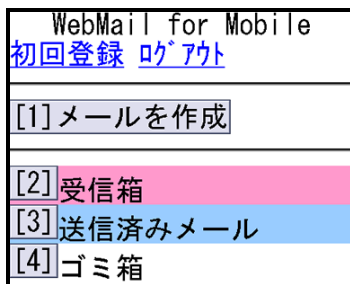 WebMail for Mobile
初回登録 ﾛｸﾞｱｳﾄ
[1]メールを作成
[2]受信箱
[3]送信済みメール
[4]ゴミ箱